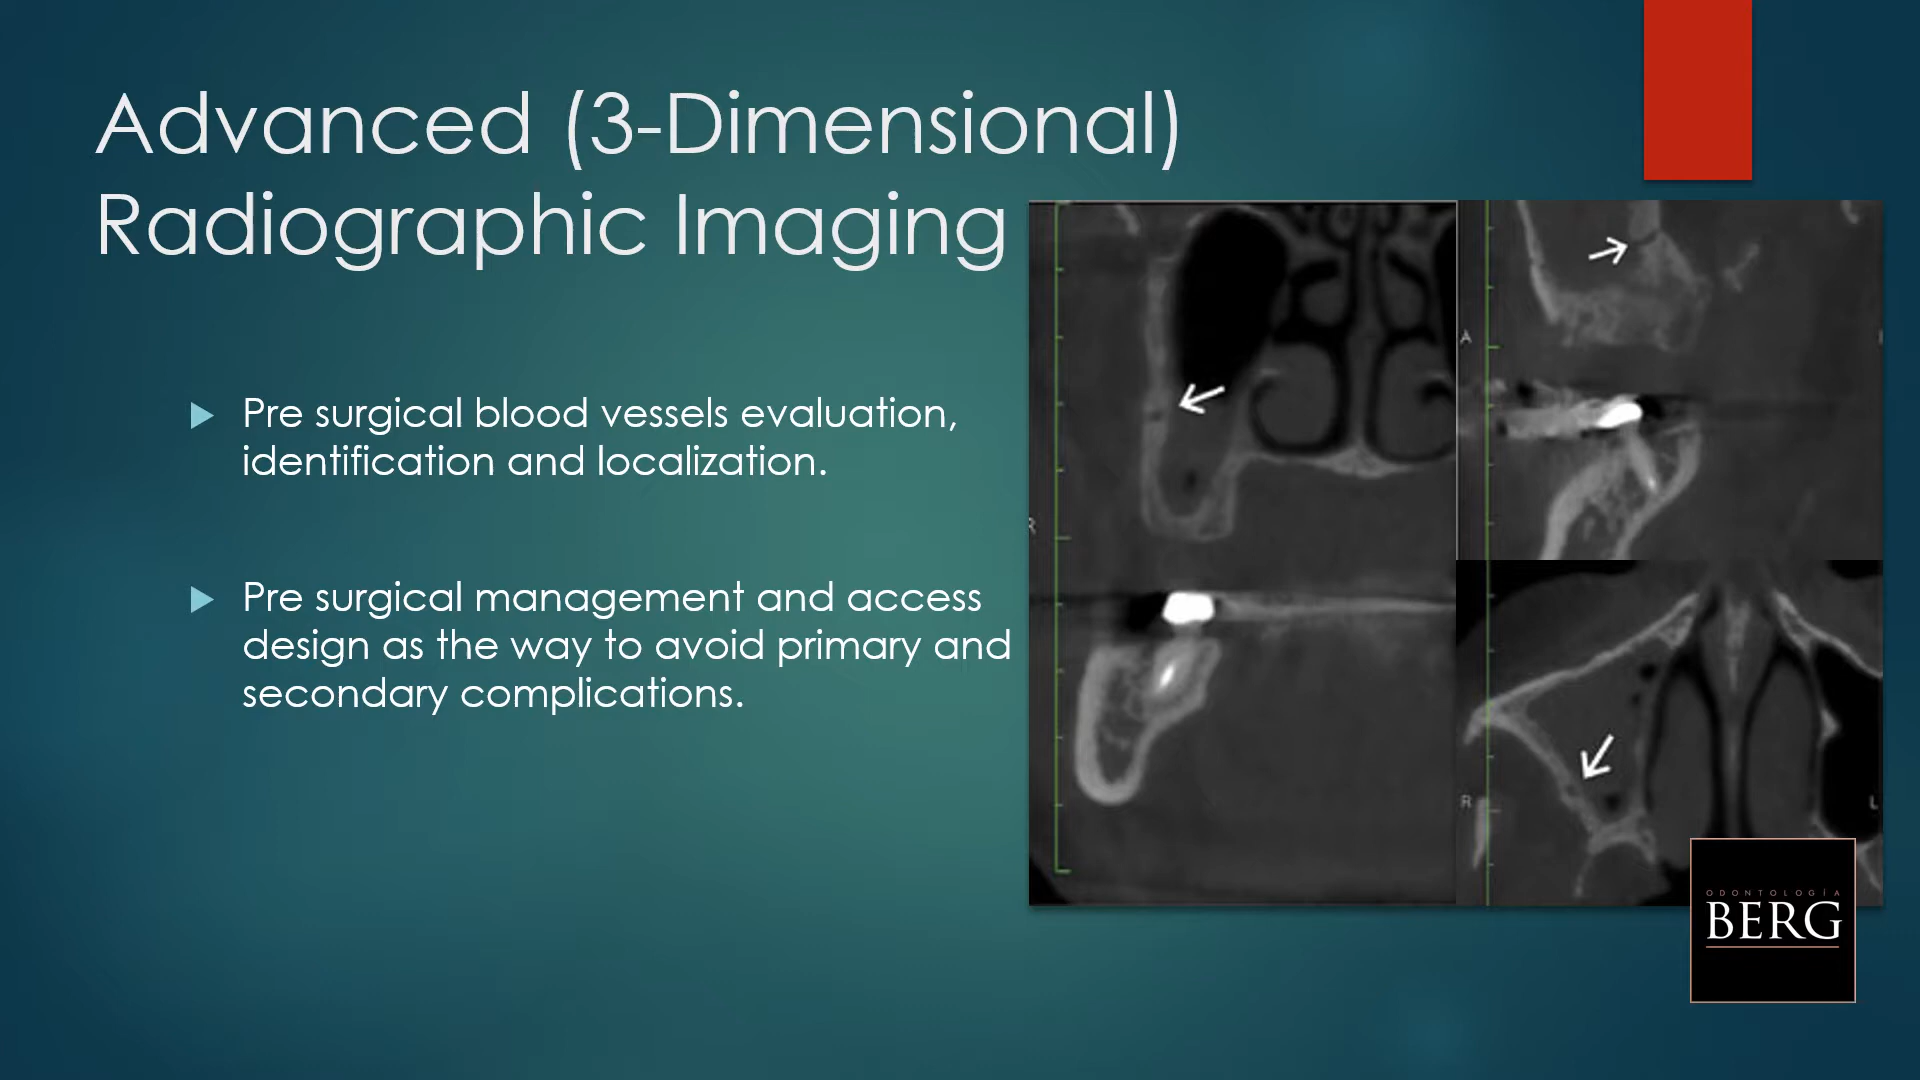 Advanced (3-Dimensional)
Radiographic Imaging
Pre surgical blood vessels evaluation,
identification and localization.
Pre surgical management and access
design as the way to avoid primary and
secondary complications.
R
A
R
L
ODONTOLOGÍA
BERG